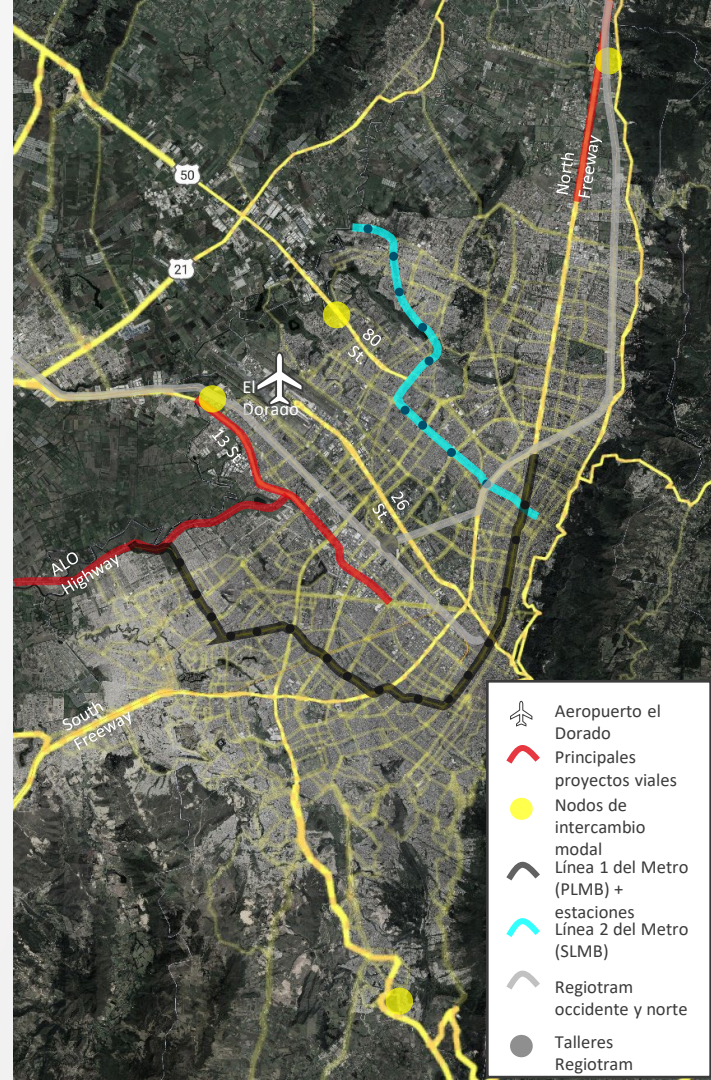 North
Freeway
50
21
80
St.
El
Dorado
13 St.
26
St.
ALO
Highway
South
Freeway
Aeropuerto el
Dorado
Principales
proyectos viales
Nodos de
intercambio
modal
Línea 1 del Metro
(PLMB) +
estaciones
Línea 2 del Metro
(SLMB)
Regiotram
occidente y norte
Talleres
Regiotram